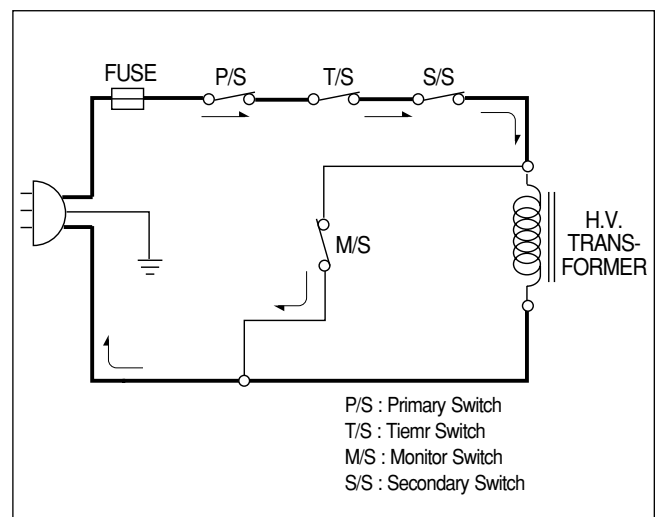 FUSE
P/S
T/S
S/S
M/S
H.V.
TRANS-
FORMER
P/S : Primary Switch
T/S : Tiemr Switch
M/S : Monitor Switch
S/S : Secondary Switch